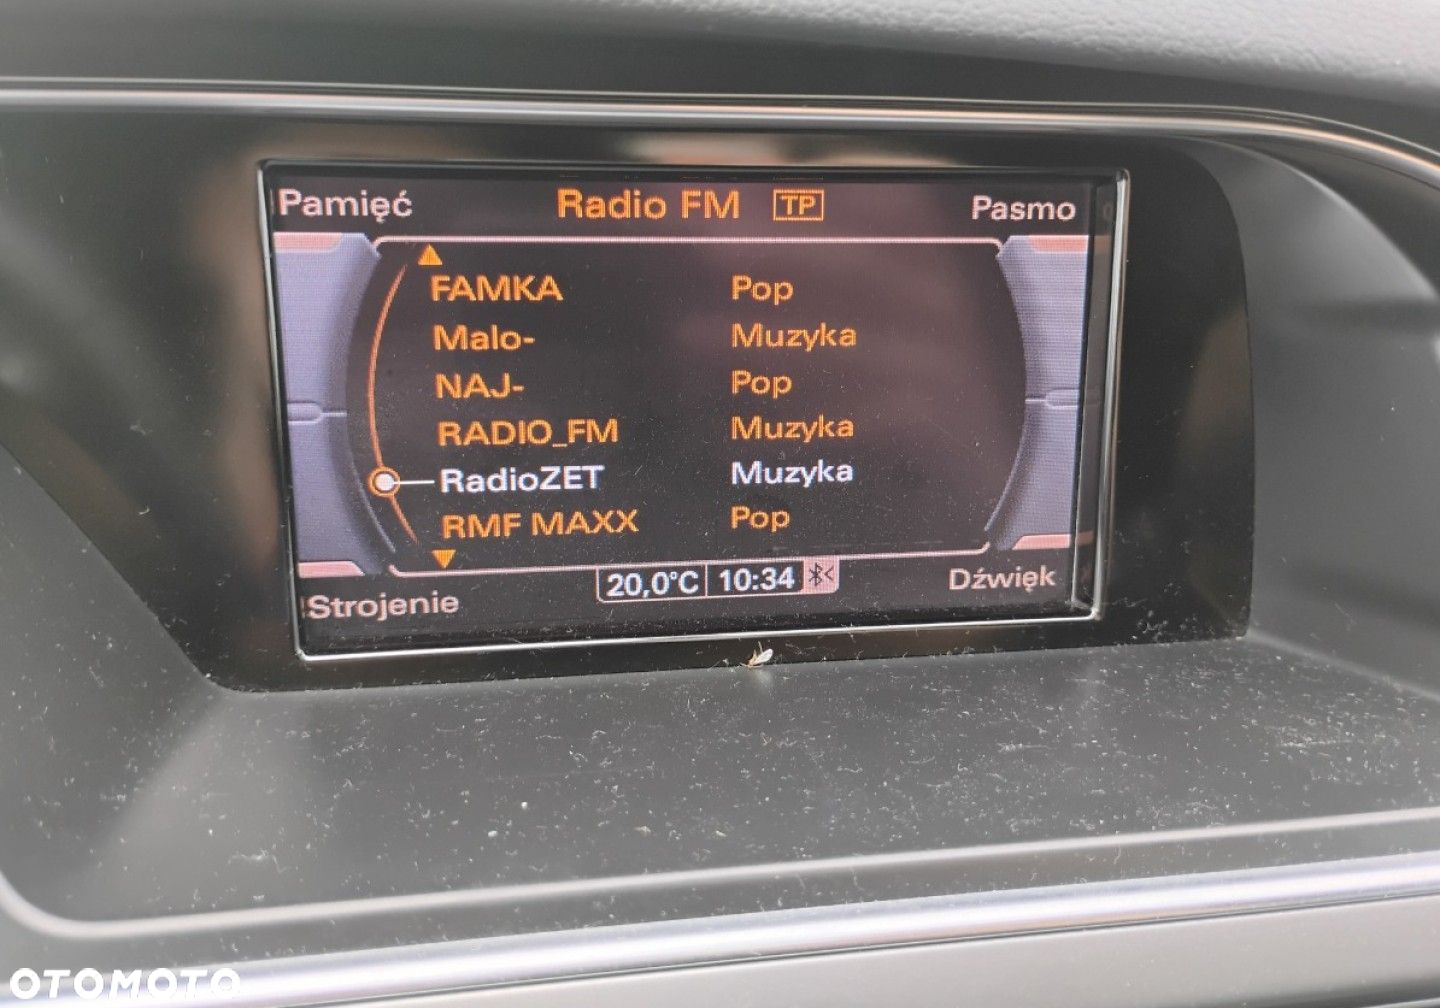 Pamięć Radio FM TP Pasmo
FAMKA Pop
Malo- Muzyka
NAJ- Pop
RADIO_FM Muzyka
RadioZET Muzyka
RMF MAXX Pop
20,0°C 10:34
Strojenie Dźwięk
OTOMOTO